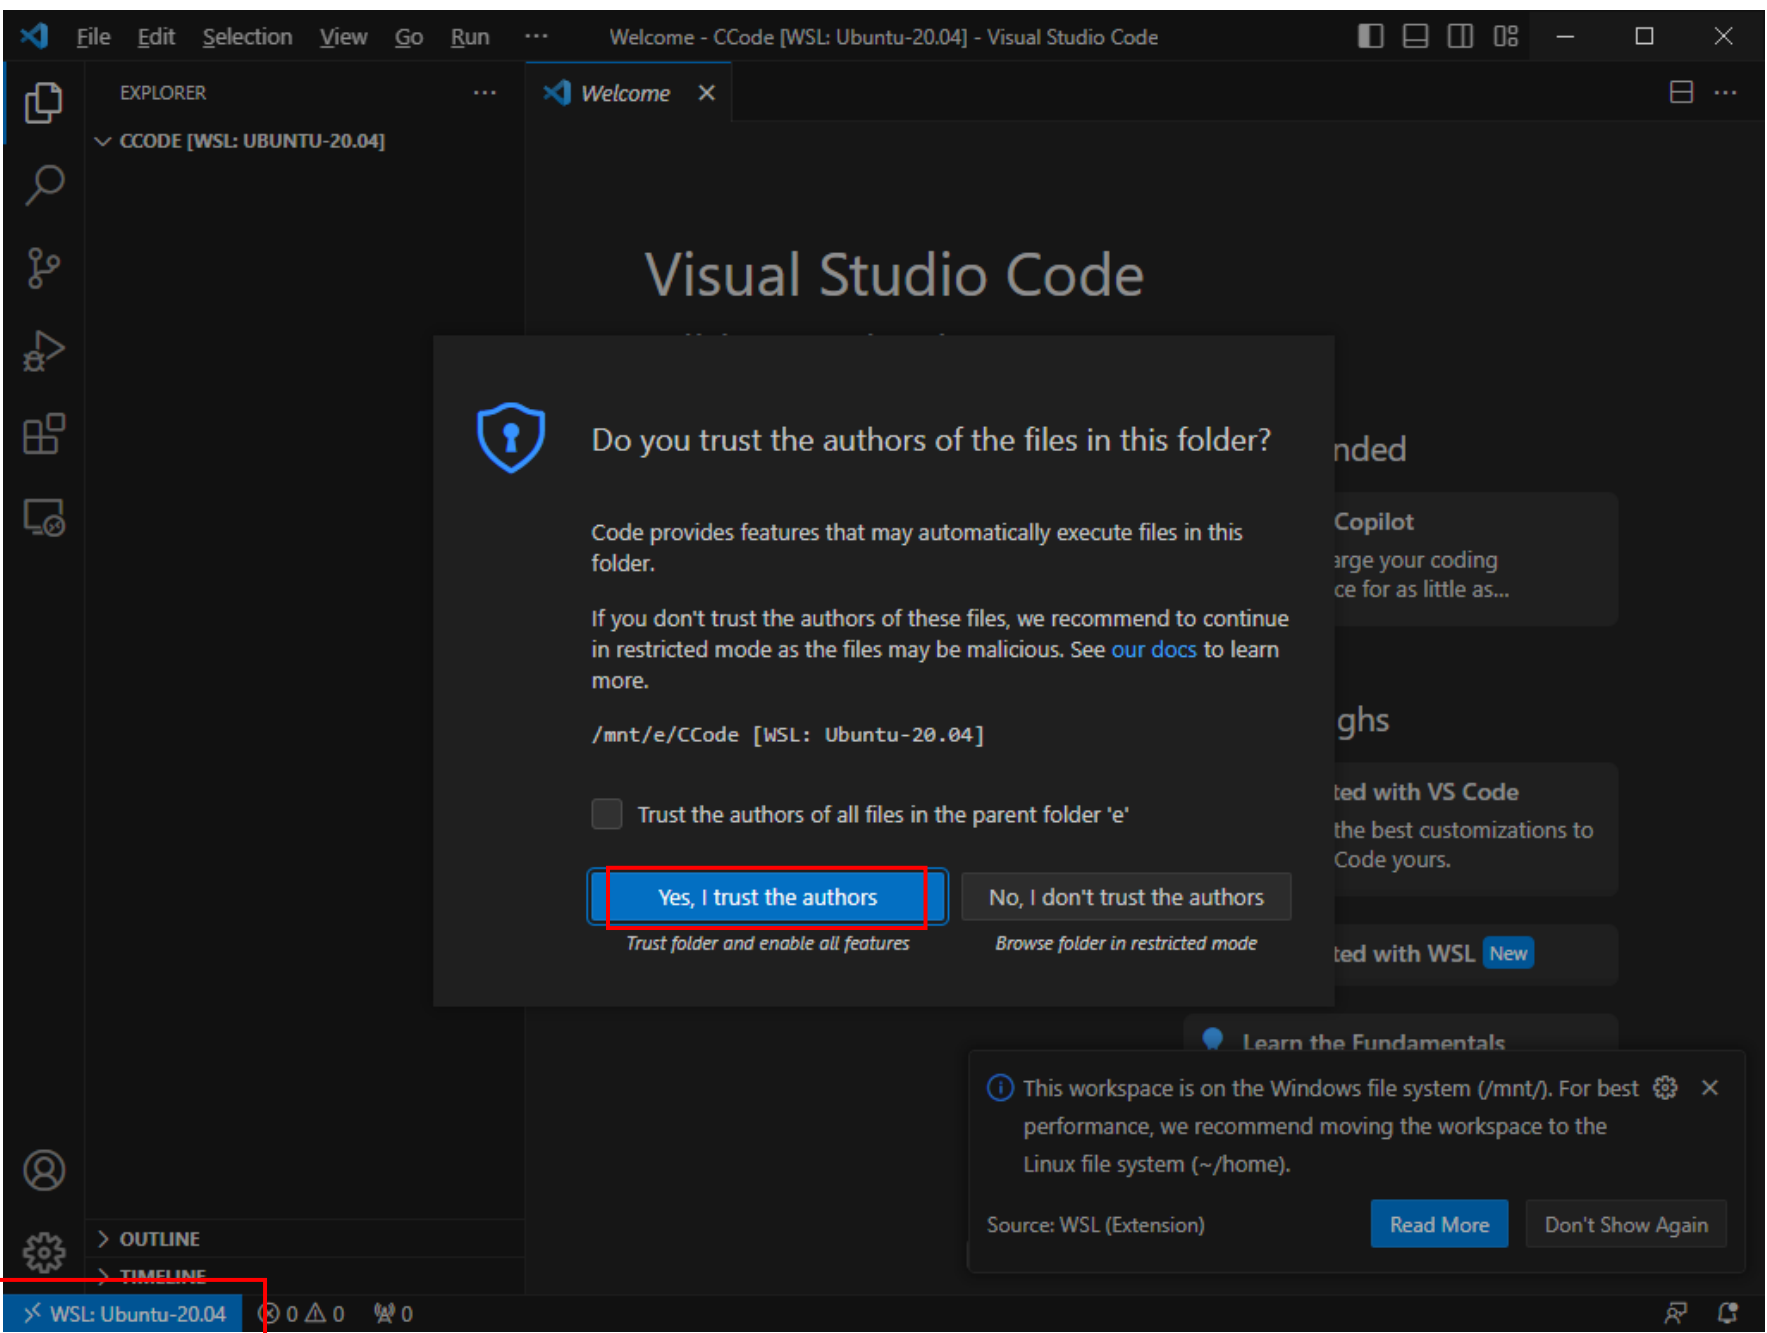 File Edit Selection View Go Run ··· Welcome - CCode [WSL: Ubuntu-20.04] - Visual Studio Code
EXPLORER ···
Welcome
CCODE [WSL: UBUNTU-20.04]
Visual Studio Code
Do you trust the authors of the files in this folder?
Code provides features that may automatically execute files in this
folder.
If you don't trust the authors of these files, we recommend to continue
in restricted mode as the files may be malicious. See our docs to learn
more.
/mnt/e/CCode [WSL: Ubuntu-20.04]
Trust the authors of all files in the parent folder 'e'
Yes, I trust the authors
No, I don't trust the authors
Trust folder and enable all features
Browse folder in restricted mode
nded
Copilot
arge your coding
ce for as little as...
ghs
ted with VS Code
the best customizations to
Code yours.
ted with WSL New
Learn the Fundamentals
This workspace is on the Windows file system (/mnt/). For best
performance, we recommend moving the workspace to the
Linux file system (~/home).
Source: WSL (Extension)
Read More
Don't Show Again
OUTLINE
TIMELINE
WSL: Ubuntu-20.04 0 0 0